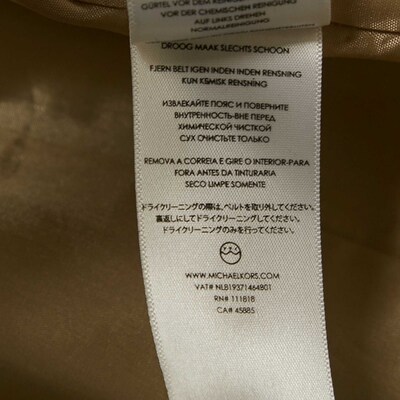 GÜRTEL VOR DEM REINIGEN
VOR DER CHEMISCHEN REINIGUNG
AUF LINKS DREHEN
NORMALREINIGUNG
DROOG MAAK SLECHTS SCHOON
FJERN BELT IGEN INDEN INDEN RENSNING
KUN KEMISK RENSNING
ИЗВЛЕКАЙТЕ ПОЯС И ПОВЕРНИТЕ
ВНУТРЕННОСТЬ-ВНЕ ПЕРЕД
ХИМИЧЕСКОЙ ЧИСТКОЙ
СУХ ОЧИСТЬТЕ ТОЛЬКО
REMOVA A CORREIA E GIRE O INTERIOR-PARA
FORA ANTES DA TINTURARIA
SECO LIMPE SOMENTE
ドライクリーニングの際は、ベルトを取り外してください。
裏返しにしてドライクリーニングしてください。
ドライクリーニングのみを行ってください。
WWW.MICHAELKORS.COM
VAT# NLB19371464B01
RN# 111818
CA# 45885